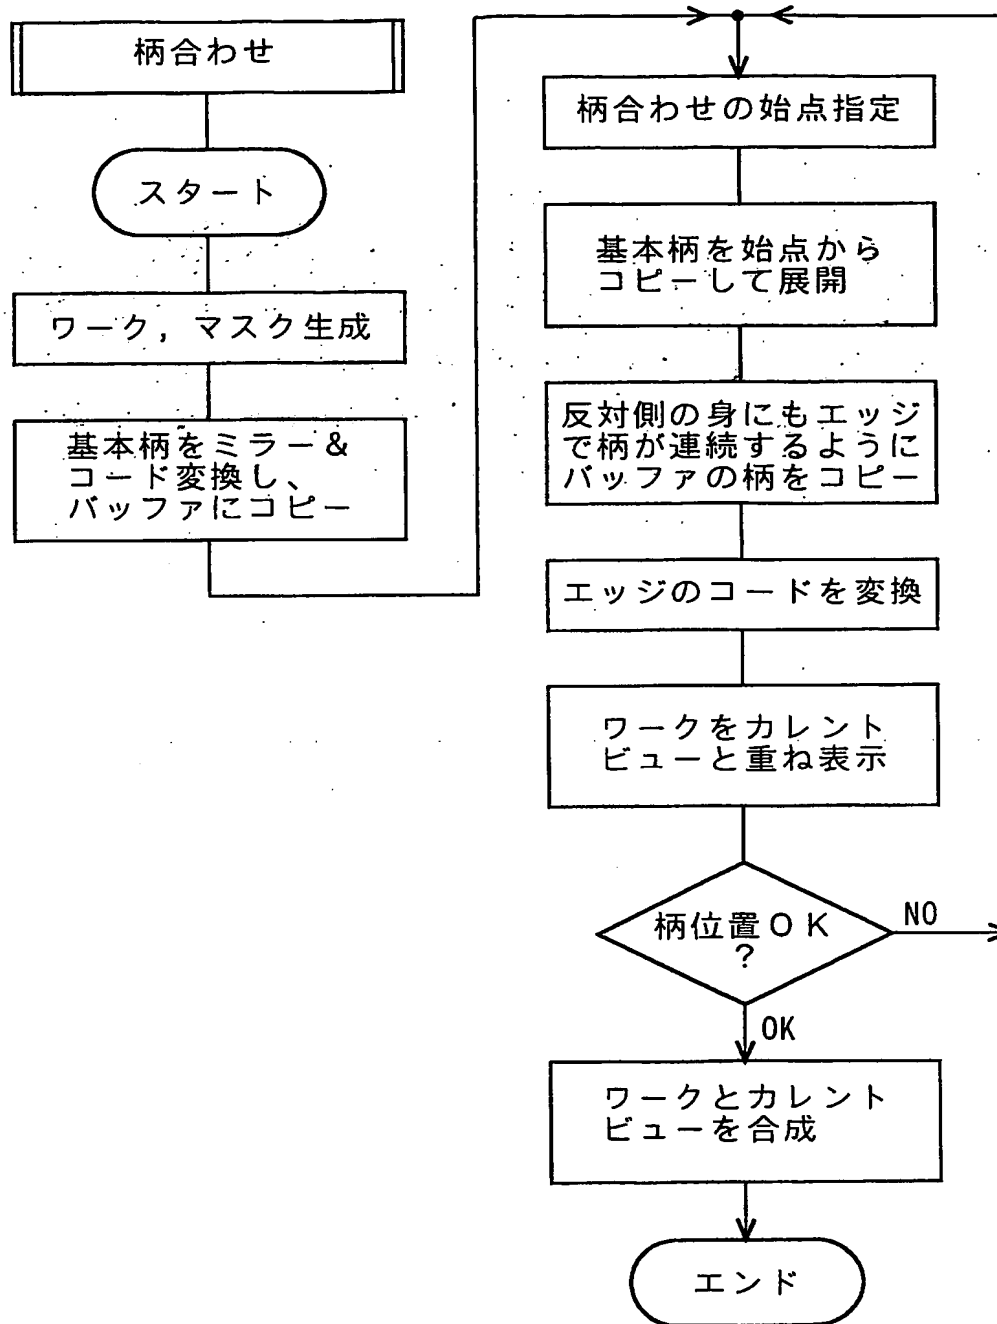 柄合わせ
スタート
ワーク, マスク生成
基本柄をミラー&
コード変換し、
バッファにコピー
柄合わせの始点指定
基本柄を始点から
コピーして展開
反対側の身にもエッジ
で柄が連続するように
バッファの柄をコピー
エッジのコードを変換
ワークをカレント
ビューと重ね表示
柄位置OK
?
NO
OK
ワークとカレント
ビューを合成
エンド